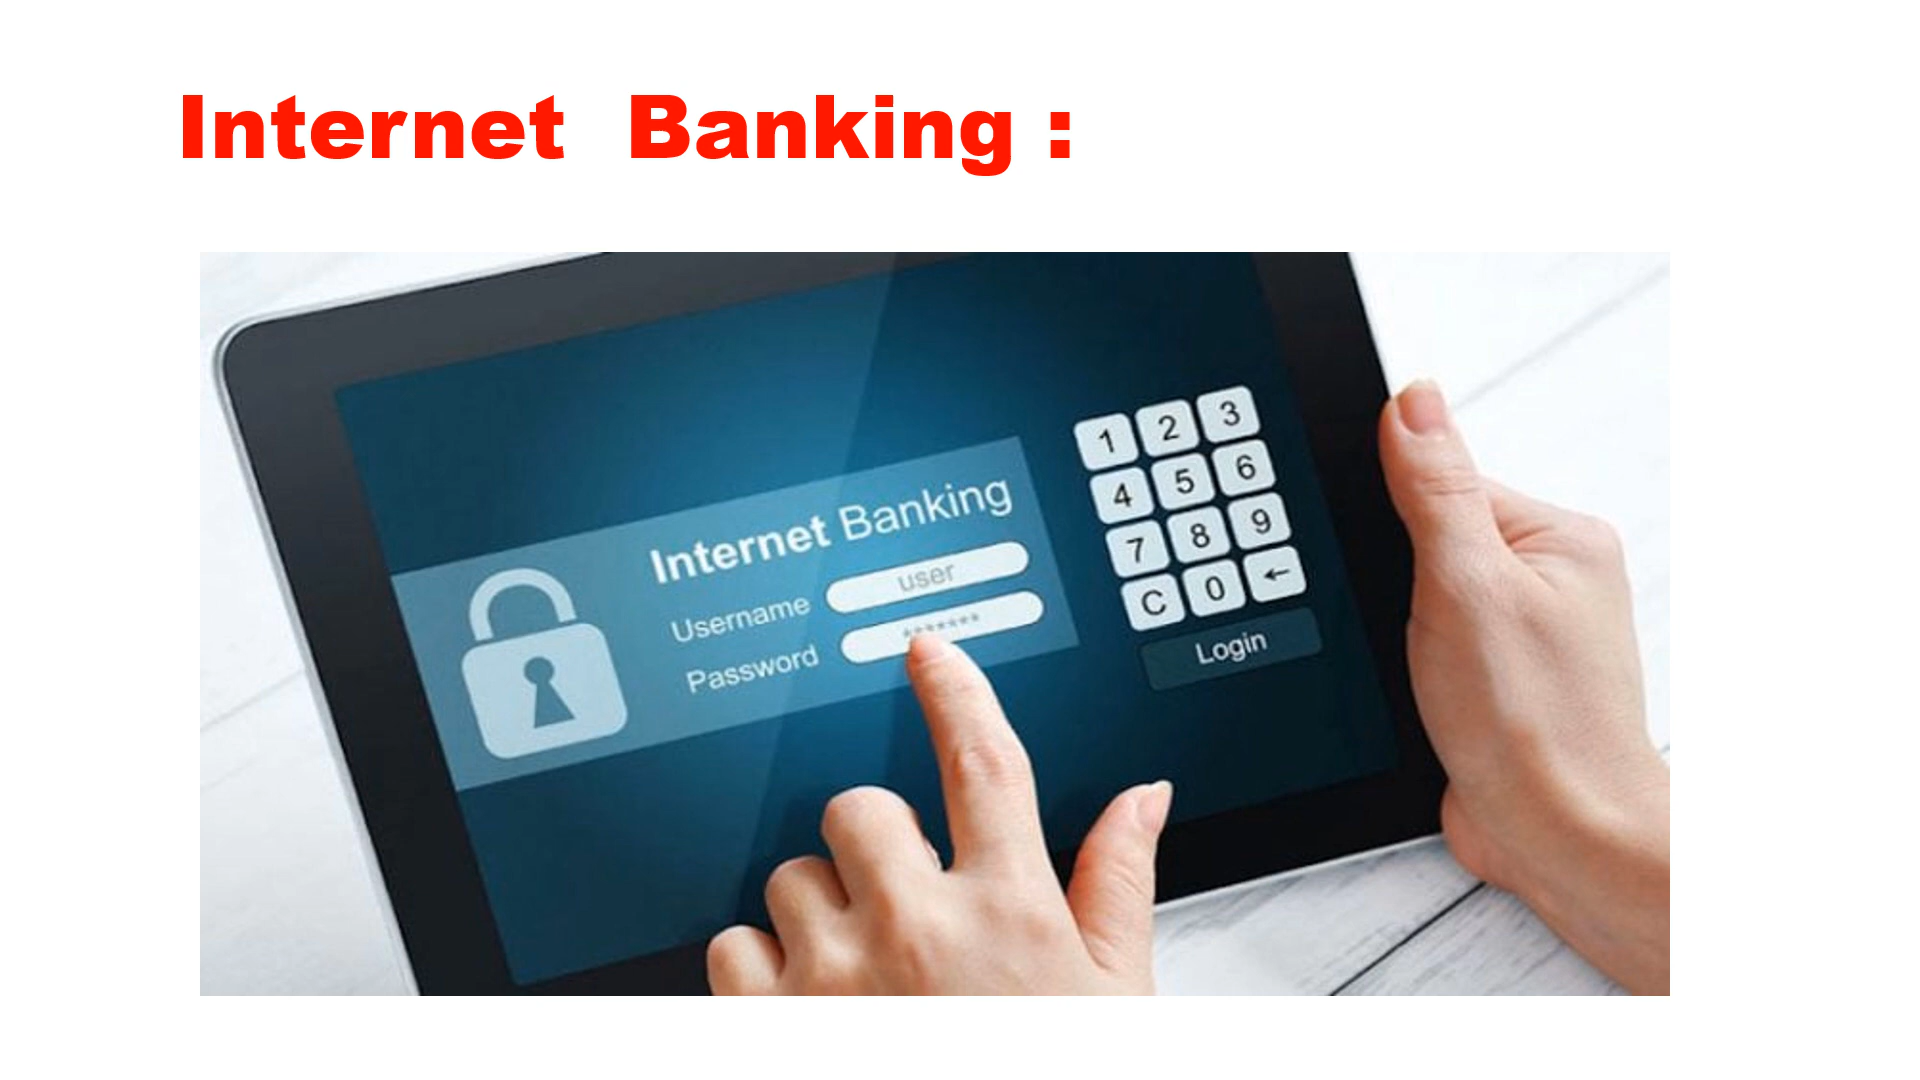 Internet  Banking :
Internet Banking
Username user
Password *******
1 2 3
4 5 6
7 8 9
C 0 ←
Login